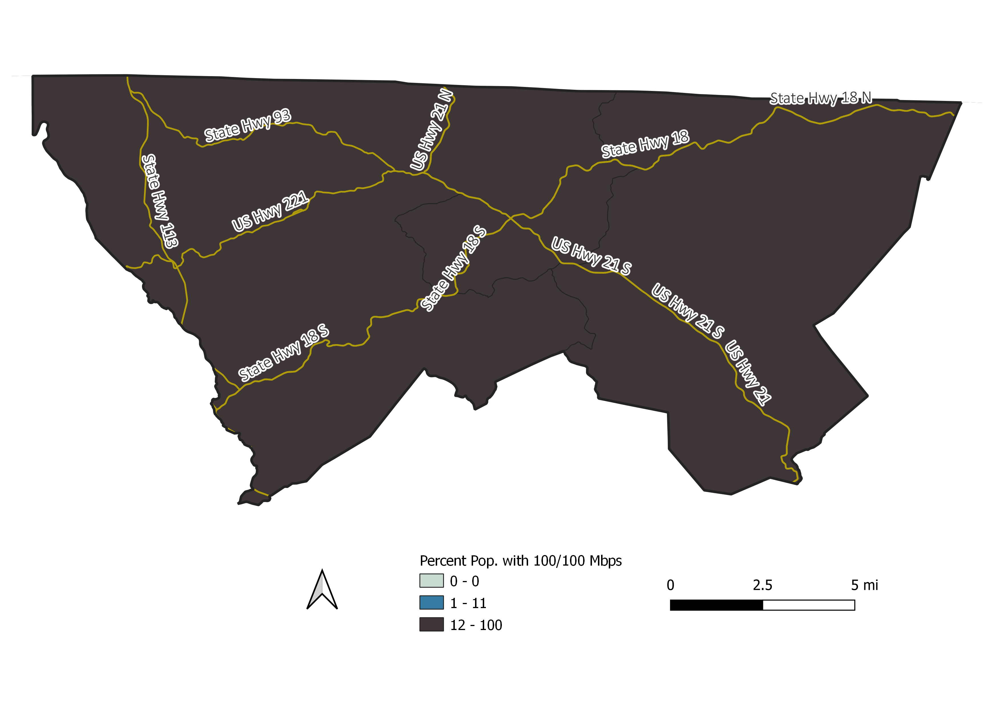 State Hwy 18 N
US Hwy 21 N
State Hwy 93
State Hwy 18
State Hwy 113
US Hwy 221
State Hwy 18 S
US Hwy 21 S
US Hwy 21 S
State Hwy 18 S
US Hwy 21
Percent Pop. with 100/100 Mbps
0 - 0
1 - 11
12 - 100
0 2.5 5 mi